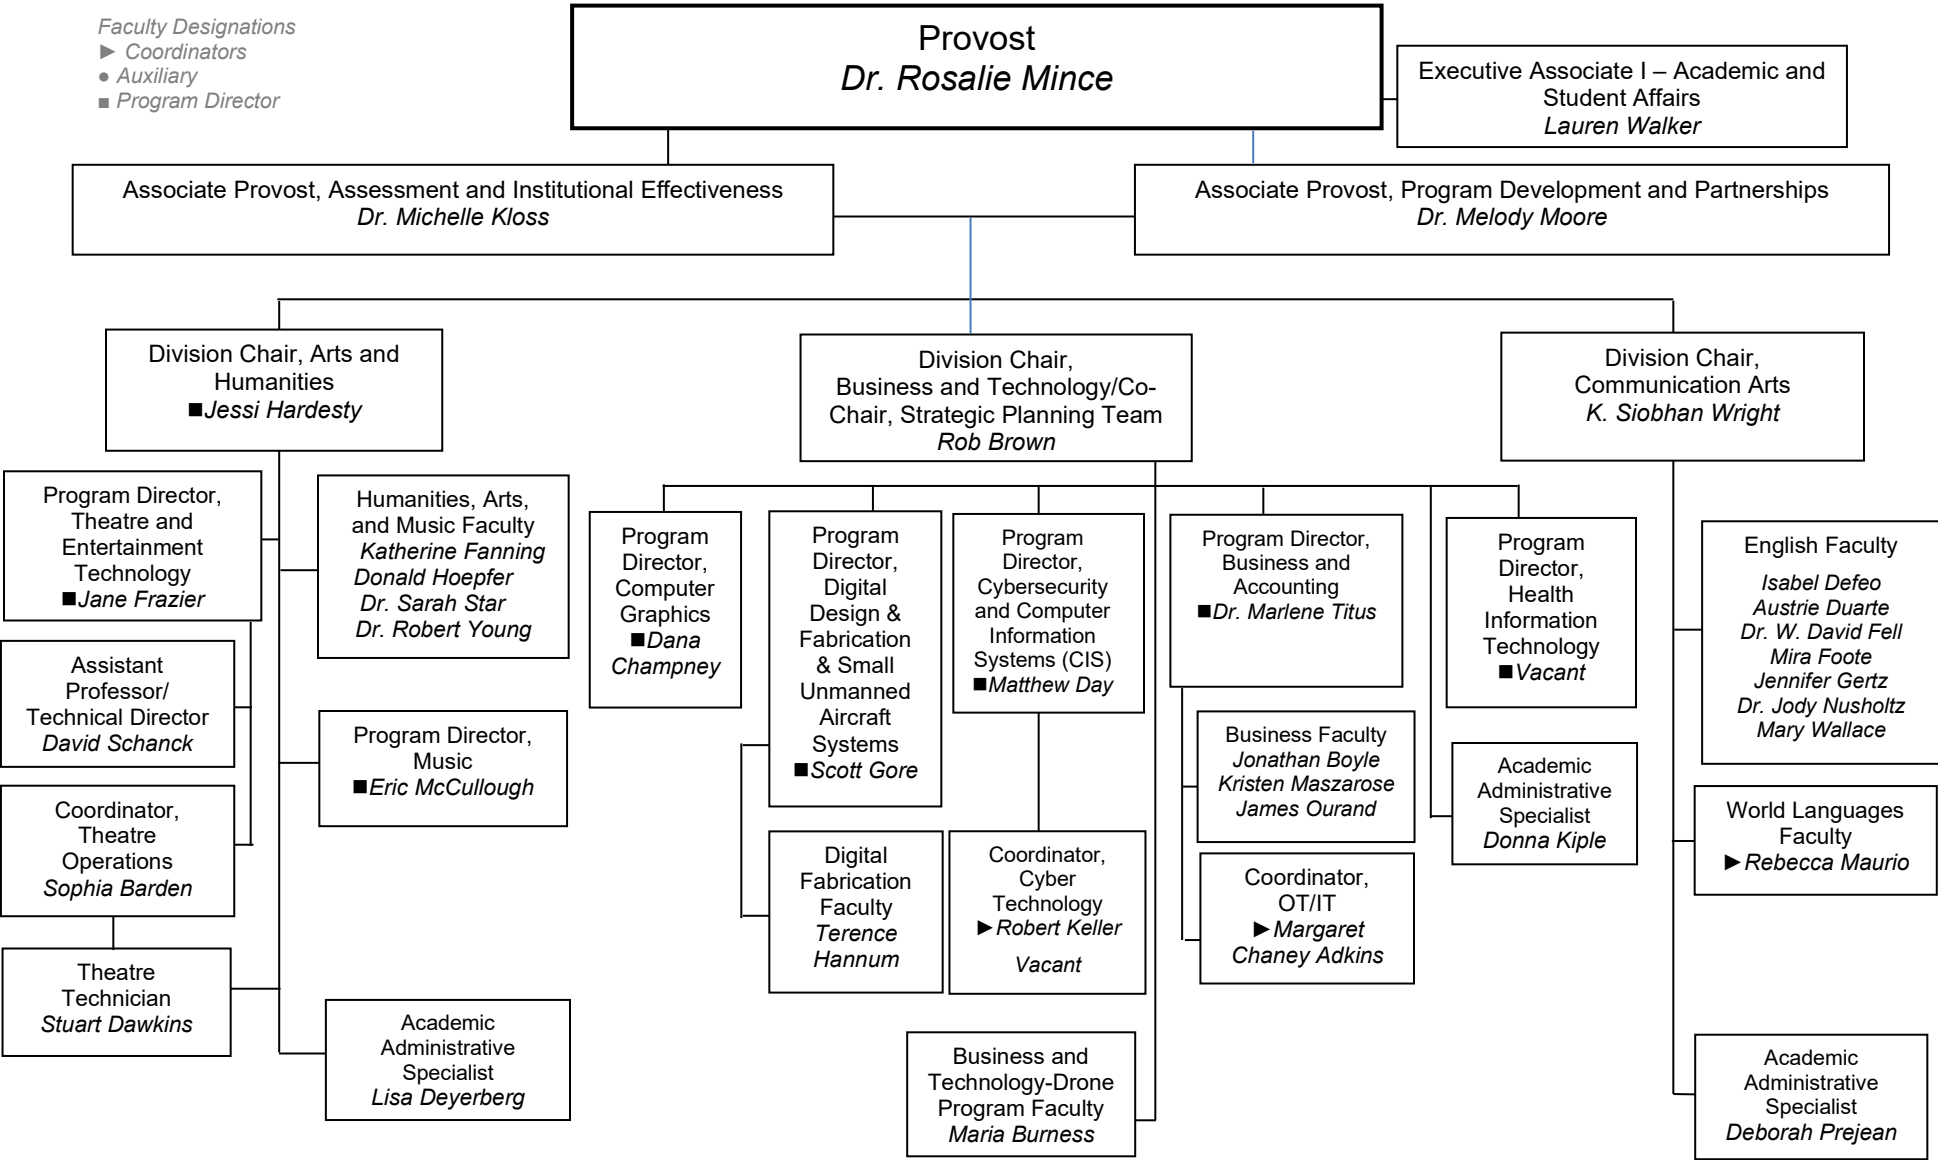 Faculty Designations
► Coordinators
● Auxiliary
■ Program Director
Provost
Dr. Rosalie Mince
Executive Associate I – Academic and
Student Affairs
Lauren Walker
Associate Provost, Assessment and Institutional Effectiveness
Dr. Michelle Kloss
Associate Provost, Program Development and Partnerships
Dr. Melody Moore
Division Chair, Arts and
Humanities
■Jessi Hardesty
Division Chair,
Business and Technology/Co-
Chair, Strategic Planning Team
Rob Brown
Division Chair,
Communication Arts
K. Siobhan Wright
Program Director,
Theatre and
Entertainment
Technology
■Jane Frazier
Humanities, Arts,
and Music Faculty
Katherine Fanning
Donald Hoepfer
Dr. Sarah Star
Dr. Robert Young
Assistant
Professor/
Technical Director
David Schanck
Program Director,
Music
■Eric McCullough
Coordinator,
Theatre
Operations
Sophia Barden
Theatre
Technician
Stuart Dawkins
Academic
Administrative
Specialist
Lisa Deyerberg
Program
Director,
Computer
Graphics
■Dana
Champney
Program
Director,
Digital
Design &
Fabrication
& Small
Unmanned
Aircraft
Systems
■Scott Gore
Digital
Fabrication
Faculty
Terence
Hannum
Program
Director,
Cybersecurity
and Computer
Information
Systems (CIS)
■Matthew Day
Coordinator,
Cyber
Technology
►Robert Keller
Vacant
Business and
Technology-Drone
Program Faculty
Maria Burness
Program Director,
Business and
Accounting
■Dr. Marlene Titus
Business Faculty
Jonathan Boyle
Kristen Maszarose
James Ourand
Coordinator,
OT/IT
►Margaret
Chaney Adkins
Program
Director,
Health
Information
Technology
■Vacant
Academic
Administrative
Specialist
Donna Kiple
English Faculty
Isabel Defeo
Austrie Duarte
Dr. W. David Fell
Mira Foote
Jennifer Gertz
Dr. Jody Nusholtz
Mary Wallace
World Languages
Faculty
►Rebecca Maurio
Academic
Administrative
Specialist
Deborah Prejean